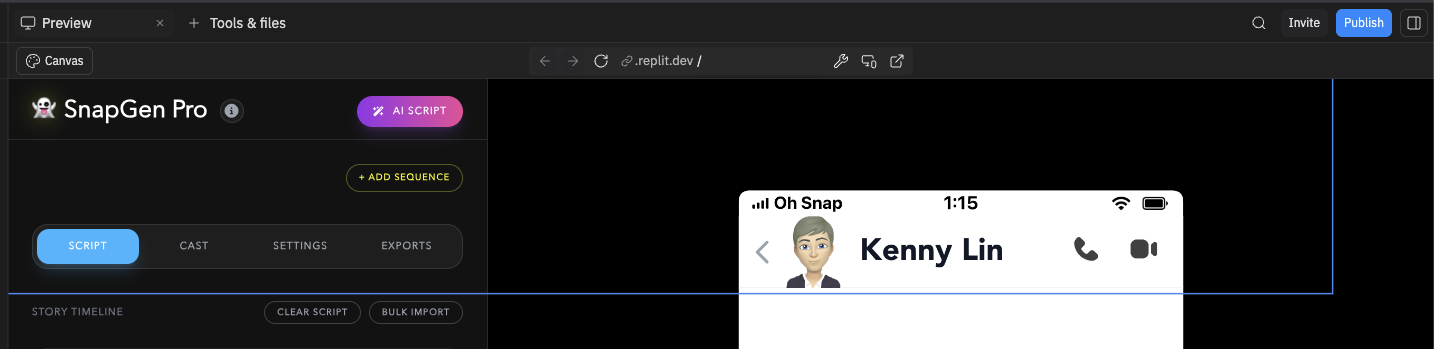 Preview
Tools & files
Invite
Publish
Canvas
.replit.dev /
SnapGen Pro
AI SCRIPT
+ ADD SEQUENCE
SCRIPT
CAST
SETTINGS
EXPORTS
STORY TIMELINE
CLEAR SCRIPT
BULK IMPORT
Oh Snap
1:15
Kenny Lin